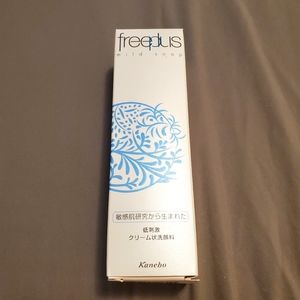 freeplus
mild soap
敏感肌研究から生まれた
低刺激
クリーム状洗顔料
Kanebo